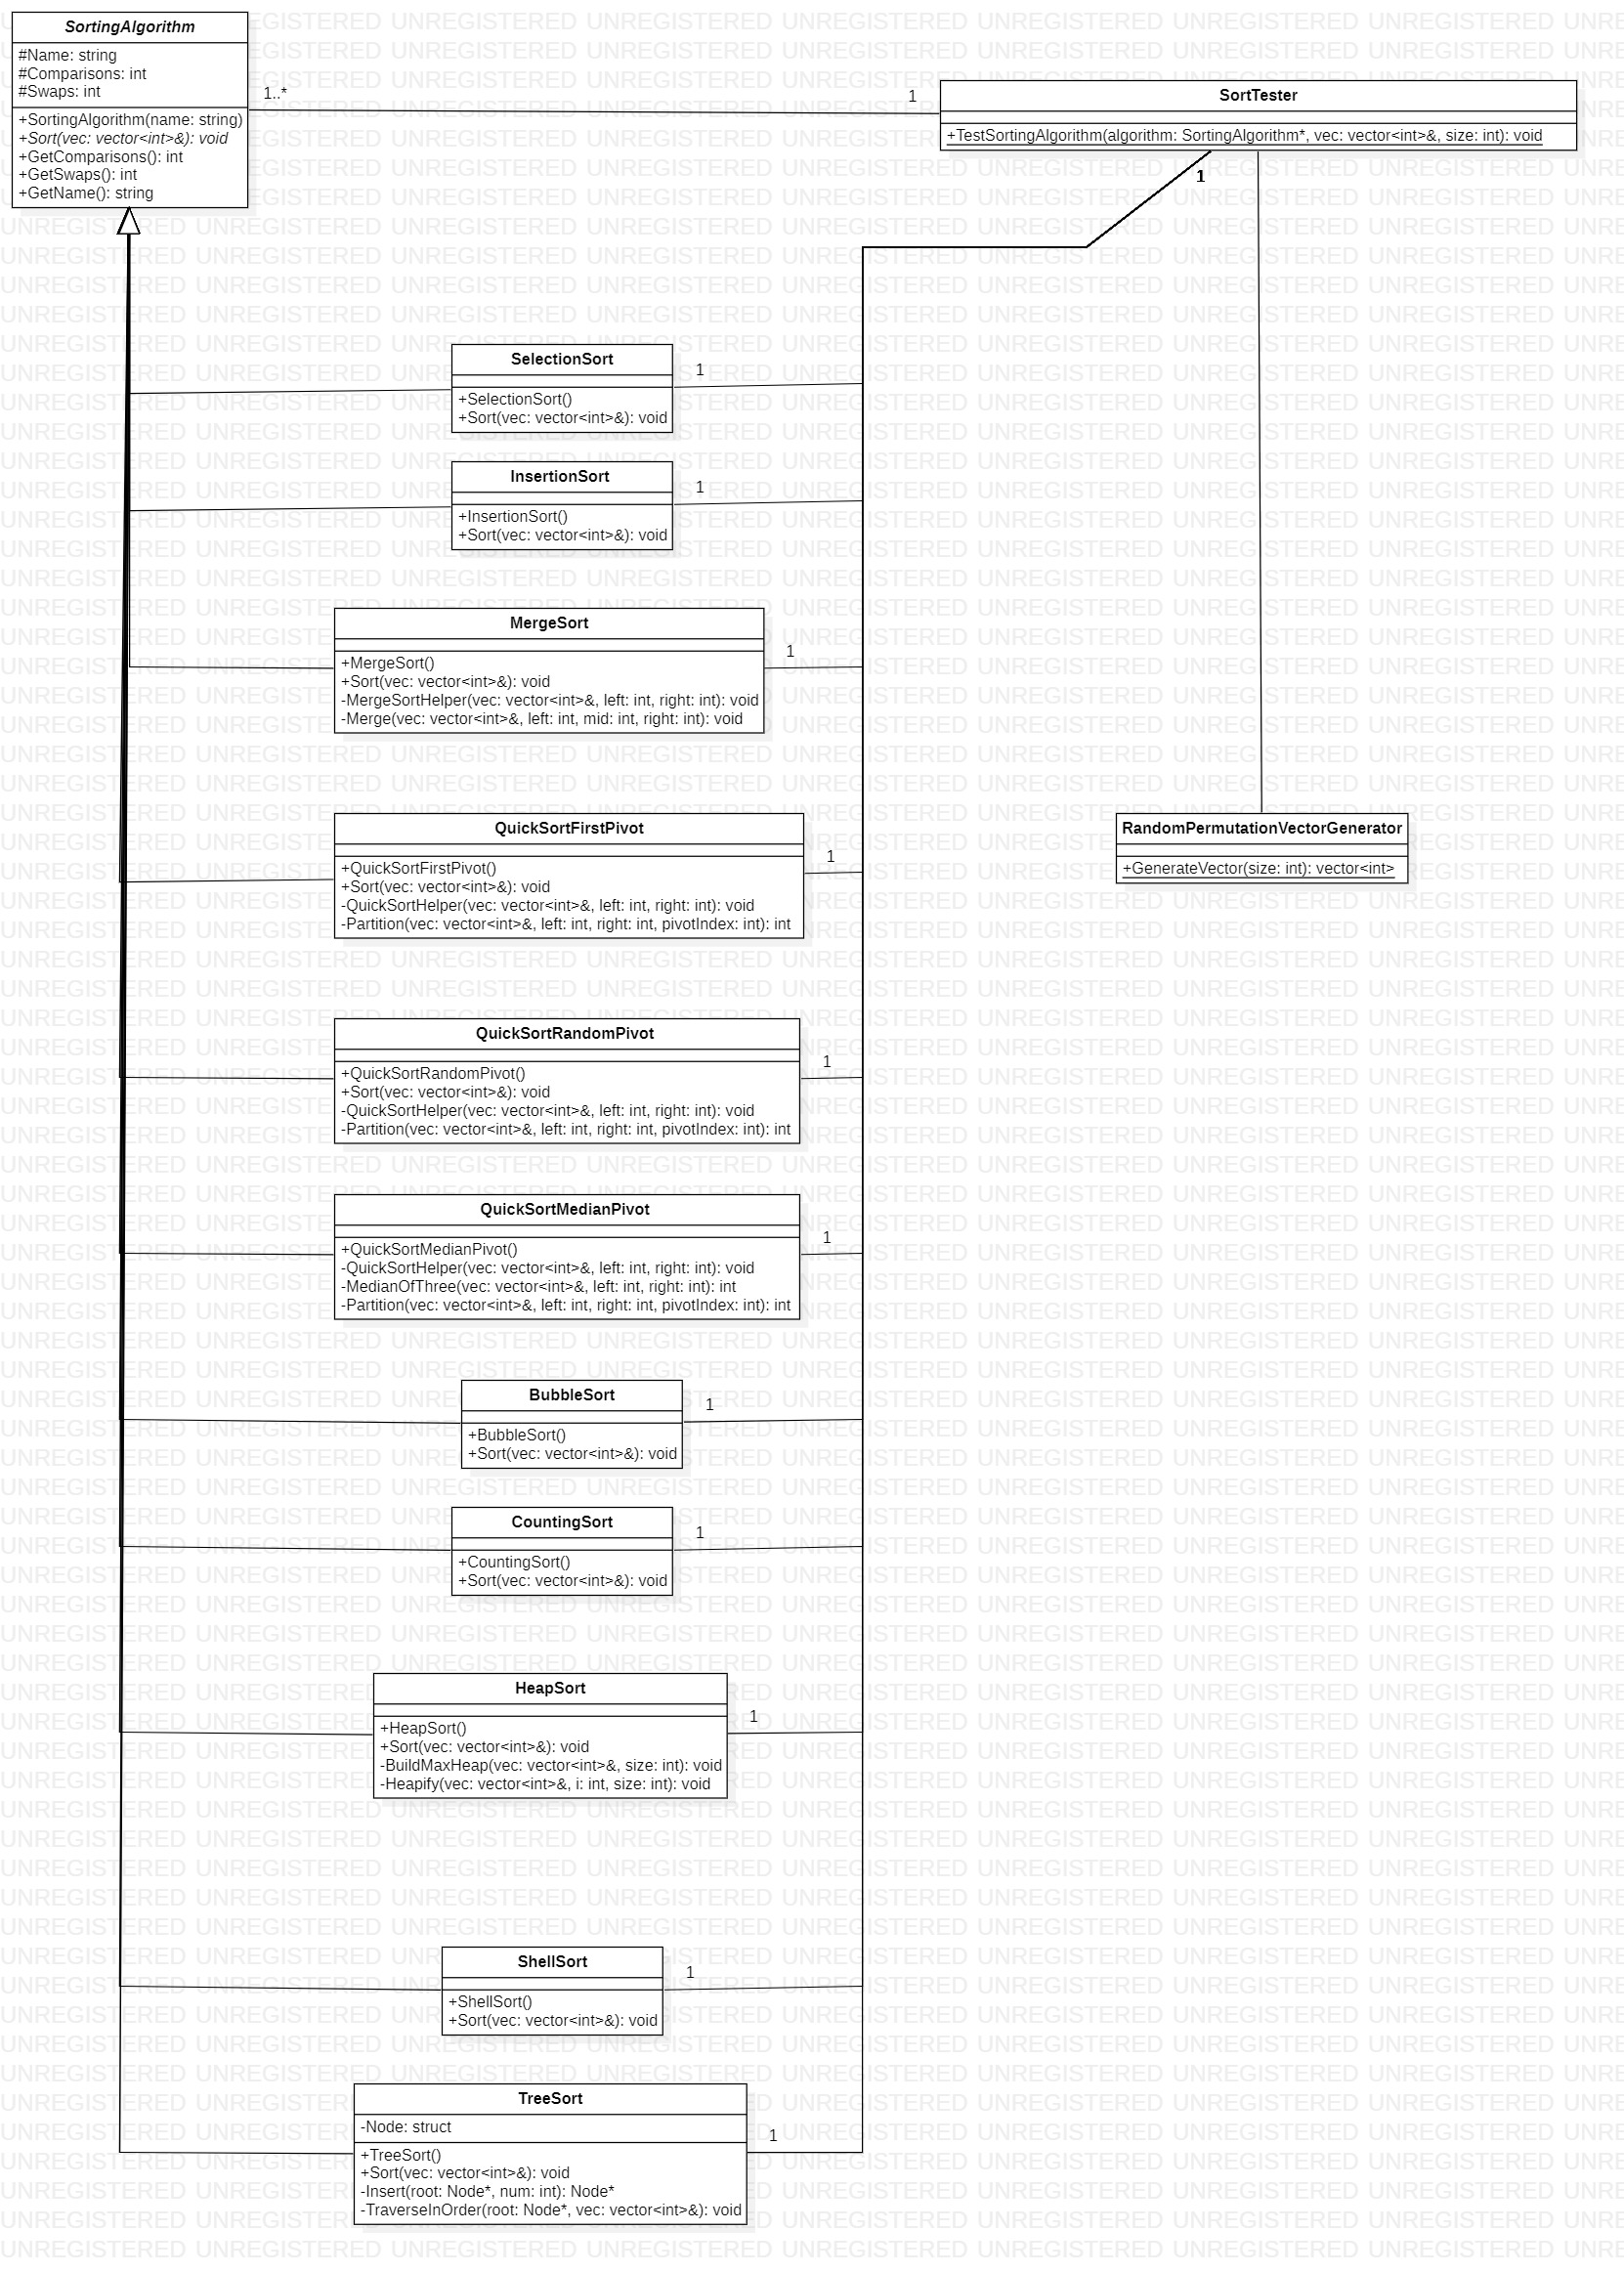 SortingAlgorithm
#Name: string
#Comparisons: int
#Swaps: int
+SortingAlgorithm(name: string)
+Sort(vec: vector<int>&): void
+GetComparisons(): int
+GetSwaps(): int
+GetName(): string
1..*
1
SortTester
+TestSortingAlgorithm(algorithm: SortingAlgorithm*, vec: vector<int>&, size: int): void
1
SelectionSort
+SelectionSort()
+Sort(vec: vector<int>&): void
1
InsertionSort
+InsertionSort()
+Sort(vec: vector<int>&): void
1
MergeSort
+MergeSort()
+Sort(vec: vector<int>&): void
-MergeSortHelper(vec: vector<int>&, left: int, right: int): void
-Merge(vec: vector<int>&, left: int, mid: int, right: int): void
1
QuickSortFirstPivot
+QuickSortFirstPivot()
+Sort(vec: vector<int>&): void
-QuickSortHelper(vec: vector<int>&, left: int, right: int): void
-Partition(vec: vector<int>&, left: int, right: int, pivotIndex: int): int
1
RandomPermutationVectorGenerator
+GenerateVector(size: int): vector<int>
QuickSortRandomPivot
+QuickSortRandomPivot()
+Sort(vec: vector<int>&): void
-QuickSortHelper(vec: vector<int>&, left: int, right: int): void
-Partition(vec: vector<int>&, left: int, right: int, pivotIndex: int): int
1
QuickSortMedianPivot
+QuickSortMedianPivot()
-QuickSortHelper(vec: vector<int>&, left: int, right: int): void
-MedianOfThree(vec: vector<int>&, left: int, right: int): int
-Partition(vec: vector<int>&, left: int, right: int, pivotIndex: int): int
1
BubbleSort
+BubbleSort()
+Sort(vec: vector<int>&): void
1
CountingSort
+CountingSort()
+Sort(vec: vector<int>&): void
1
HeapSort
+HeapSort()
+Sort(vec: vector<int>&): void
-BuildMaxHeap(vec: vector<int>&, size: int): void
-Heapify(vec: vector<int>&, i: int, size: int): void
1
ShellSort
+ShellSort()
+Sort(vec: vector<int>&): void
1
TreeSort
-Node: struct
+TreeSort()
+Sort(vec: vector<int>&): void
-Insert(root: Node*, num: int): Node*
-TraverseInOrder(root: Node*, vec: vector<int>&): void
1
UNREGISTERED